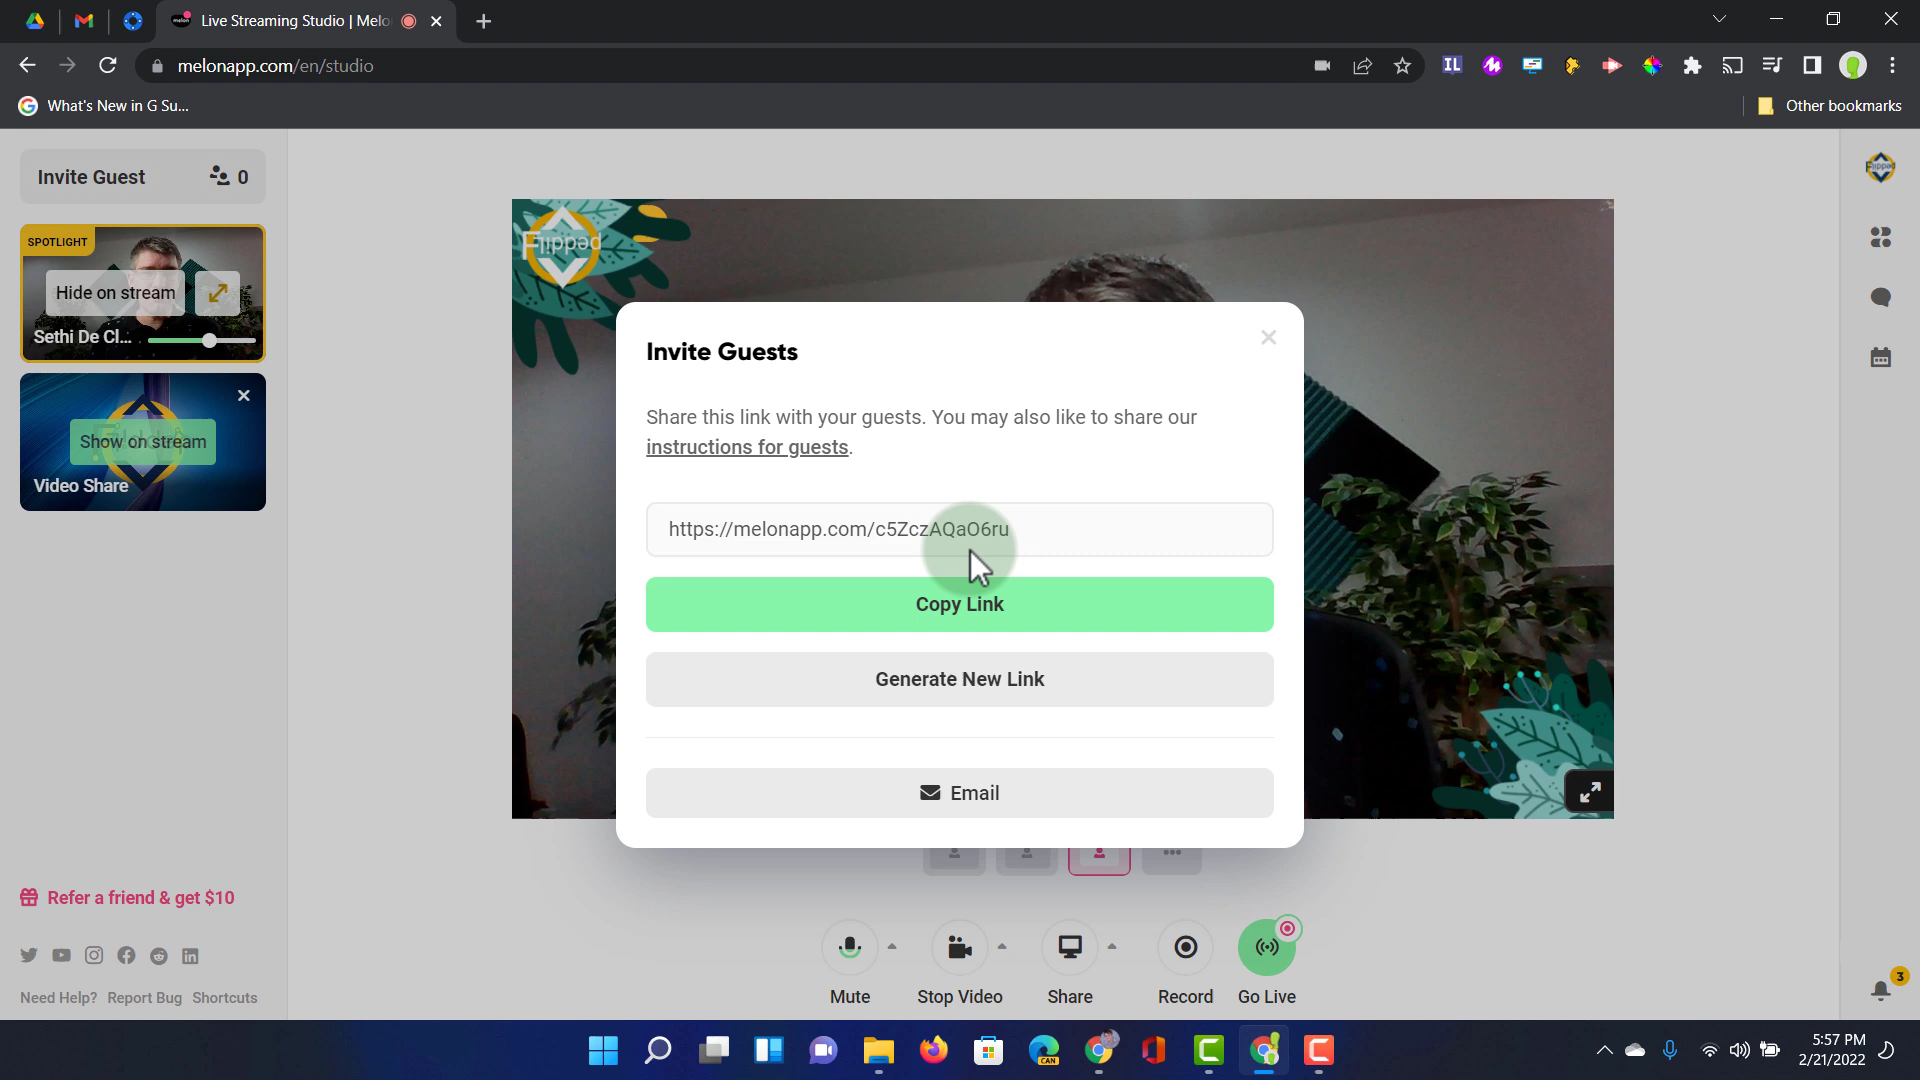 Live Streaming Studio | Melo
melonapp.com/en/studio
IL
What's New in G Su...
Other bookmarks
Invite Guest
0
SPOTLIGHT
Hide on stream
Sethi De Cl...
Show on stream
Video Share
Flipped
Invite Guests
Share this link with your guests. You may also like to share our
instructions for guests.
https://melonapp.com/c5ZczAQaO6ru
Copy Link
Generate New Link
Email
Refer a friend & get $10
Need Help? Report Bug Shortcuts
Mute
Stop Video
Share
Record
Go Live
3
CAN
5:57 PM
2/21/2022